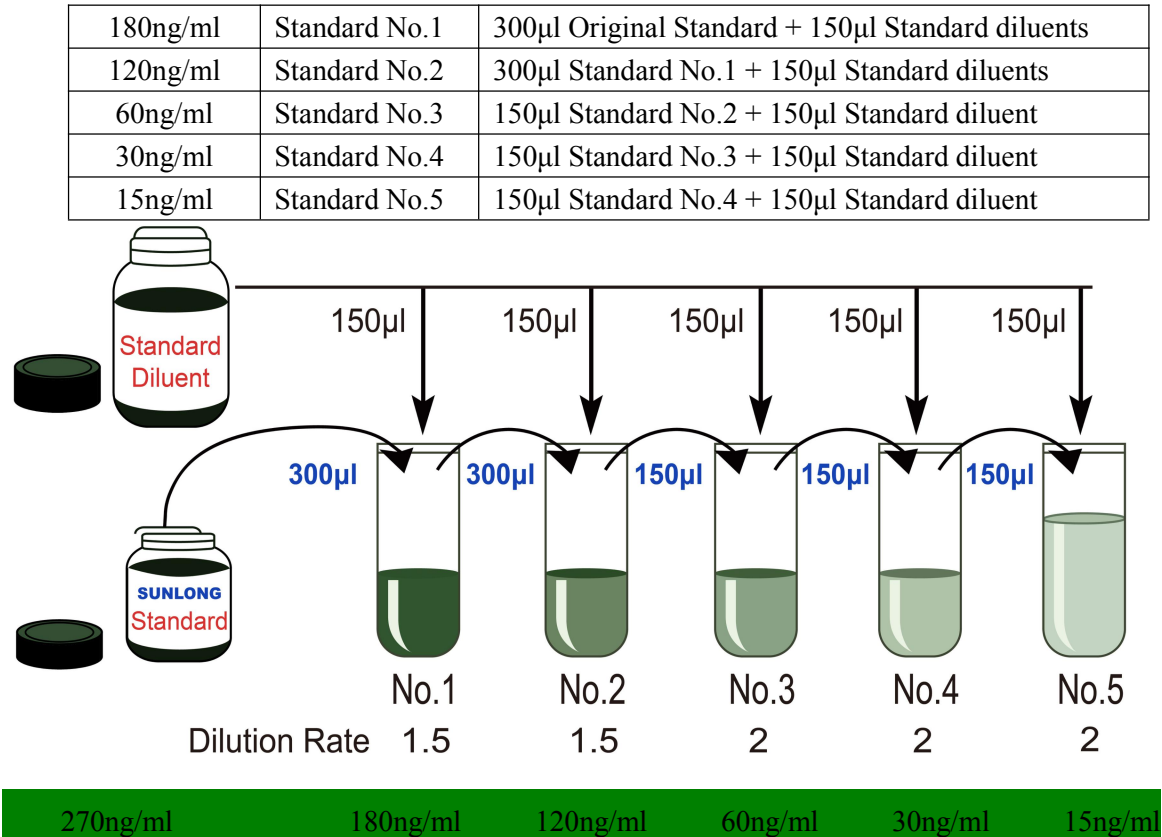 180ng/ml Standard No.1 300μl Original Standard + 150μl Standard diluents
120ng/ml Standard No.2 300μl Standard No.1 + 150μl Standard diluents
60ng/ml Standard No.3 150μl Standard No.2 + 150μl Standard diluent
30ng/ml Standard No.4 150μl Standard No.3 + 150μl Standard diluent
15ng/ml Standard No.5 150μl Standard No.4 + 150μl Standard diluent
150μl 150μl 150μl 150μl 150μl
Standard
Diluent
300μl 300μl 150μl 150μl 150μl
SUNLONG
Standard
No.1 No.2 No.3 No.4 No.5
Dilution Rate 1.5 1.5 2 2 2
270ng/ml 180ng/ml 120ng/ml 60ng/ml 30ng/ml 15ng/ml